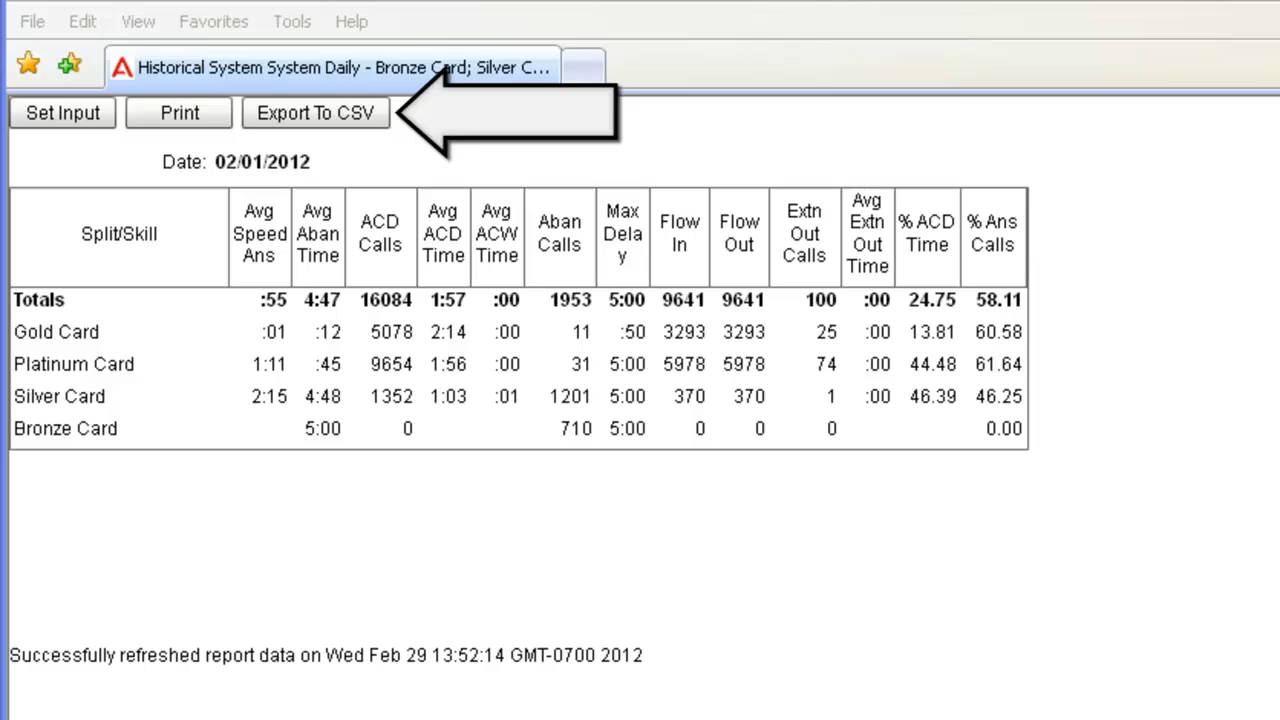 File Edit View Favorites Tools Help
Historical System System Daily - Bronze Card; Silver C...
Set Input Print Export To CSV
Date: 02/01/2012
Split/Skill Avg Speed Ans Avg Aban Time ACD Calls Avg ACD Time Avg ACW Time Aban Calls Max Dela y Flow In Flow Out Extn Out Calls Avg Extn Out Time % ACD Time % Ans Calls
Totals :55 4:47 16084 1:57 :00 1953 5:00 9641 9641 100 :00 24.75 58.11
Gold Card :01 :12 5078 2:14 :00 11 :50 3293 3293 25 :00 13.81 60.58
Platinum Card 1:11 :45 9654 1:56 :00 31 5:00 5978 5978 74 :00 44.48 61.64
Silver Card 2:15 4:48 1352 1:03 :01 1201 5:00 370 370 1 :00 46.39 46.25
Bronze Card 5:00 0 710 5:00 0 0 0 0.00
Successfully refreshed report data on Wed Feb 29 13:52:14 GMT-0700 2012